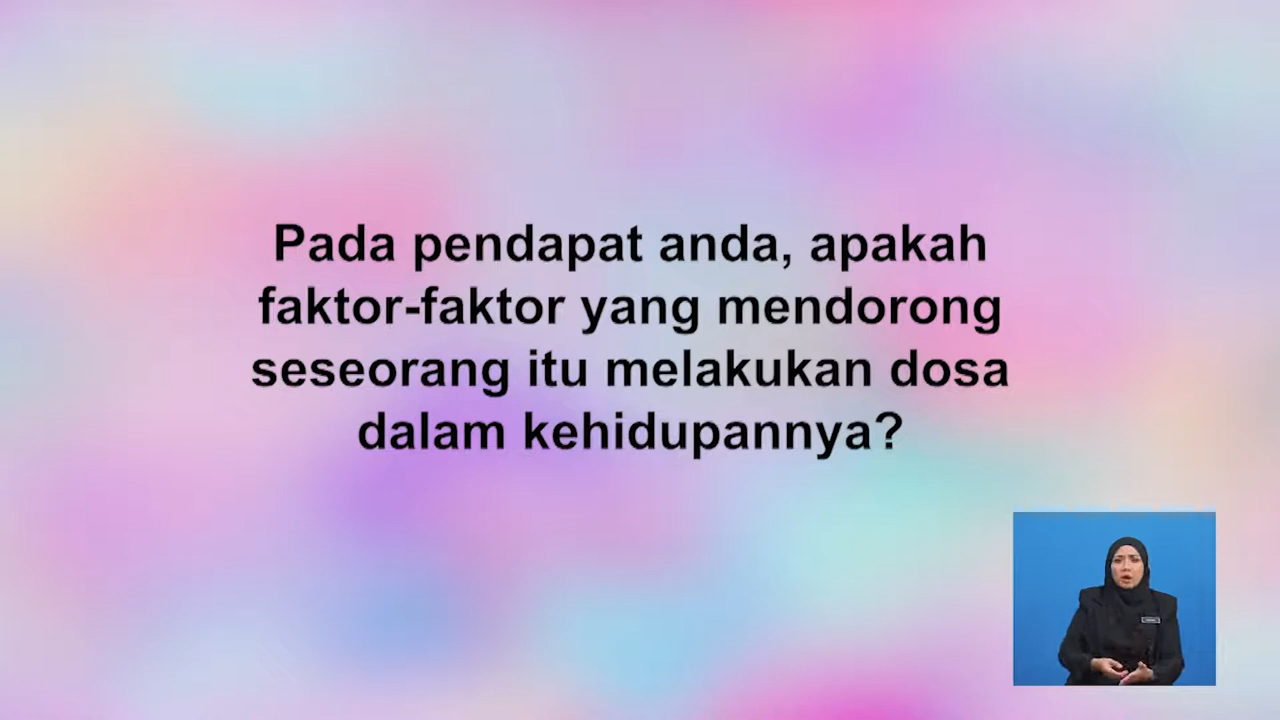 Pada pendapat anda, apakah
faktor-faktor yang mendorong
seseorang itu melakukan dosa
dalam kehidupannya?